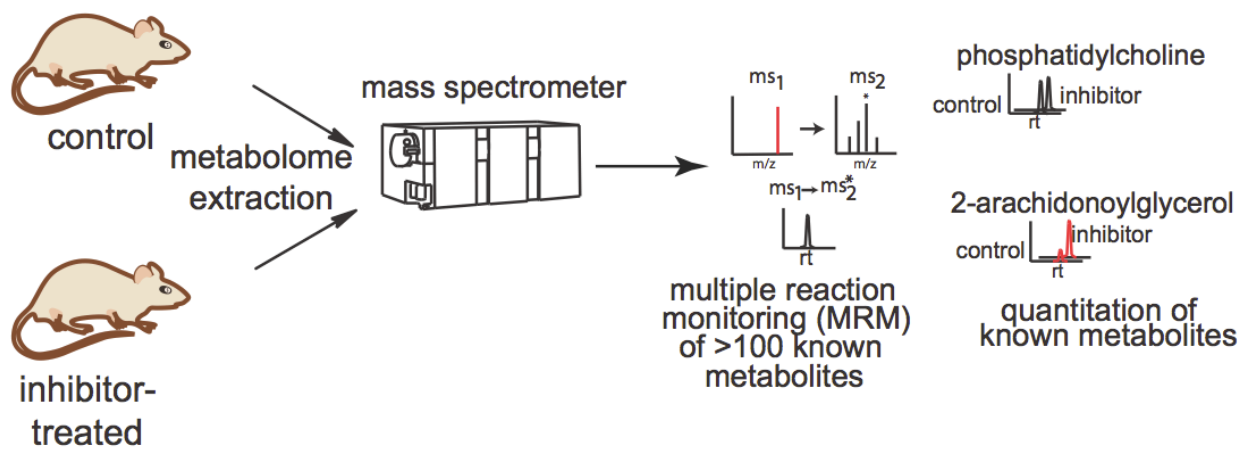 control
inhibitor-
treated
metabolome
extraction
mass spectrometer
ms1
m/z
ms2
*
m/z
ms1→ms2*
rt
multiple reaction
monitoring (MRM)
of >100 known
metabolites
phosphatidylcholine
control
inhibitor
rt
2-arachidonoylglycerol
control
inhibitor
rt
quantitation of
known metabolites